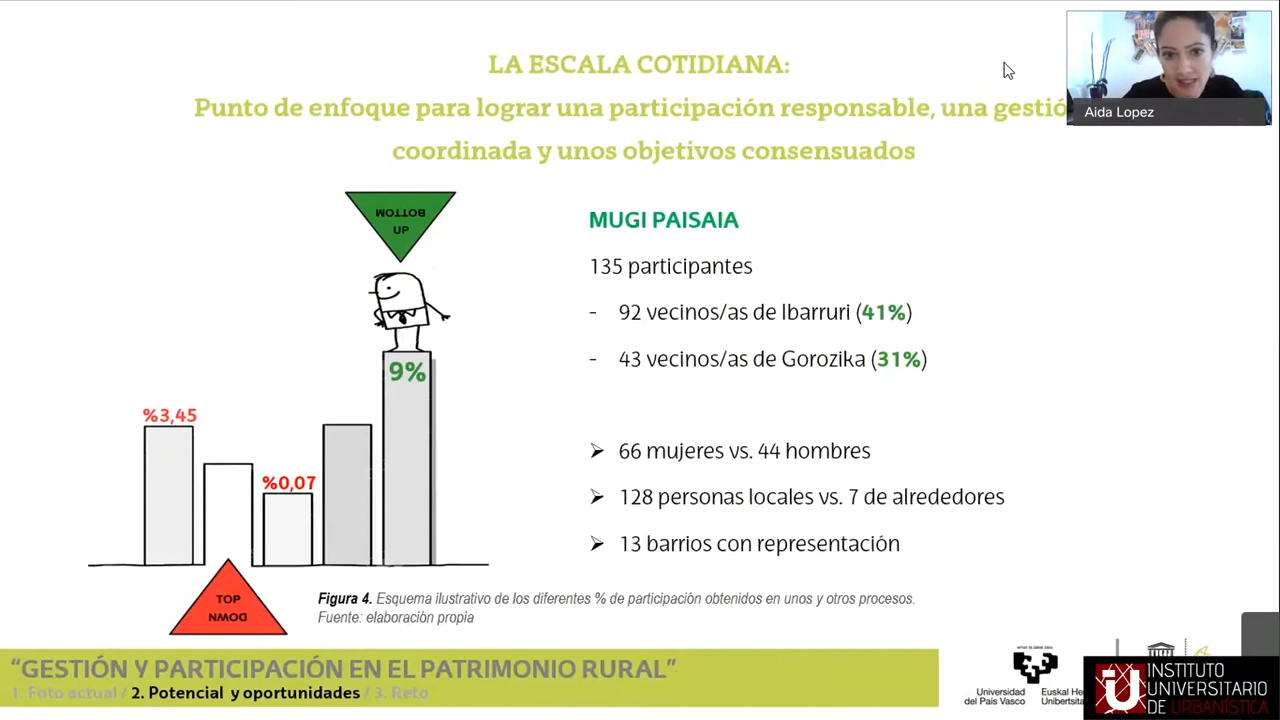 LA ESCALA COTIDIANA:
Punto de enfoque para lograr una participación responsable, una gestió
coordinada y unos objetivos consensuados
Aida Lopez
BOTTOM
UP
MUGI PAISAIA
135 participantes
- 92 vecinos/as de Ibarruri (41%)
- 43 vecinos/as de Gorozika (31%)
9%
%3,45
%0,07
➢ 66 mujeres vs. 44 hombres
➢ 128 personas locales vs. 7 de alrededores
➢ 13 barrios con representación
TOP
DOWN
Figura 4. Esquema ilustrativo de los diferentes % de participación obtenidos en unos y otros procesos.
Fuente: elaboración propia
“GESTIÓN Y PARTICIPACIÓN EN EL PATRIMONIO RURAL”
1. Foto actual / 2. Potencial y oportunidades / 3. Reto
Universidad
del País Vasco
Euskal He
Unibertsit
INSTITUTO
UNIVERSITARIO
DE URBANÍSTICA